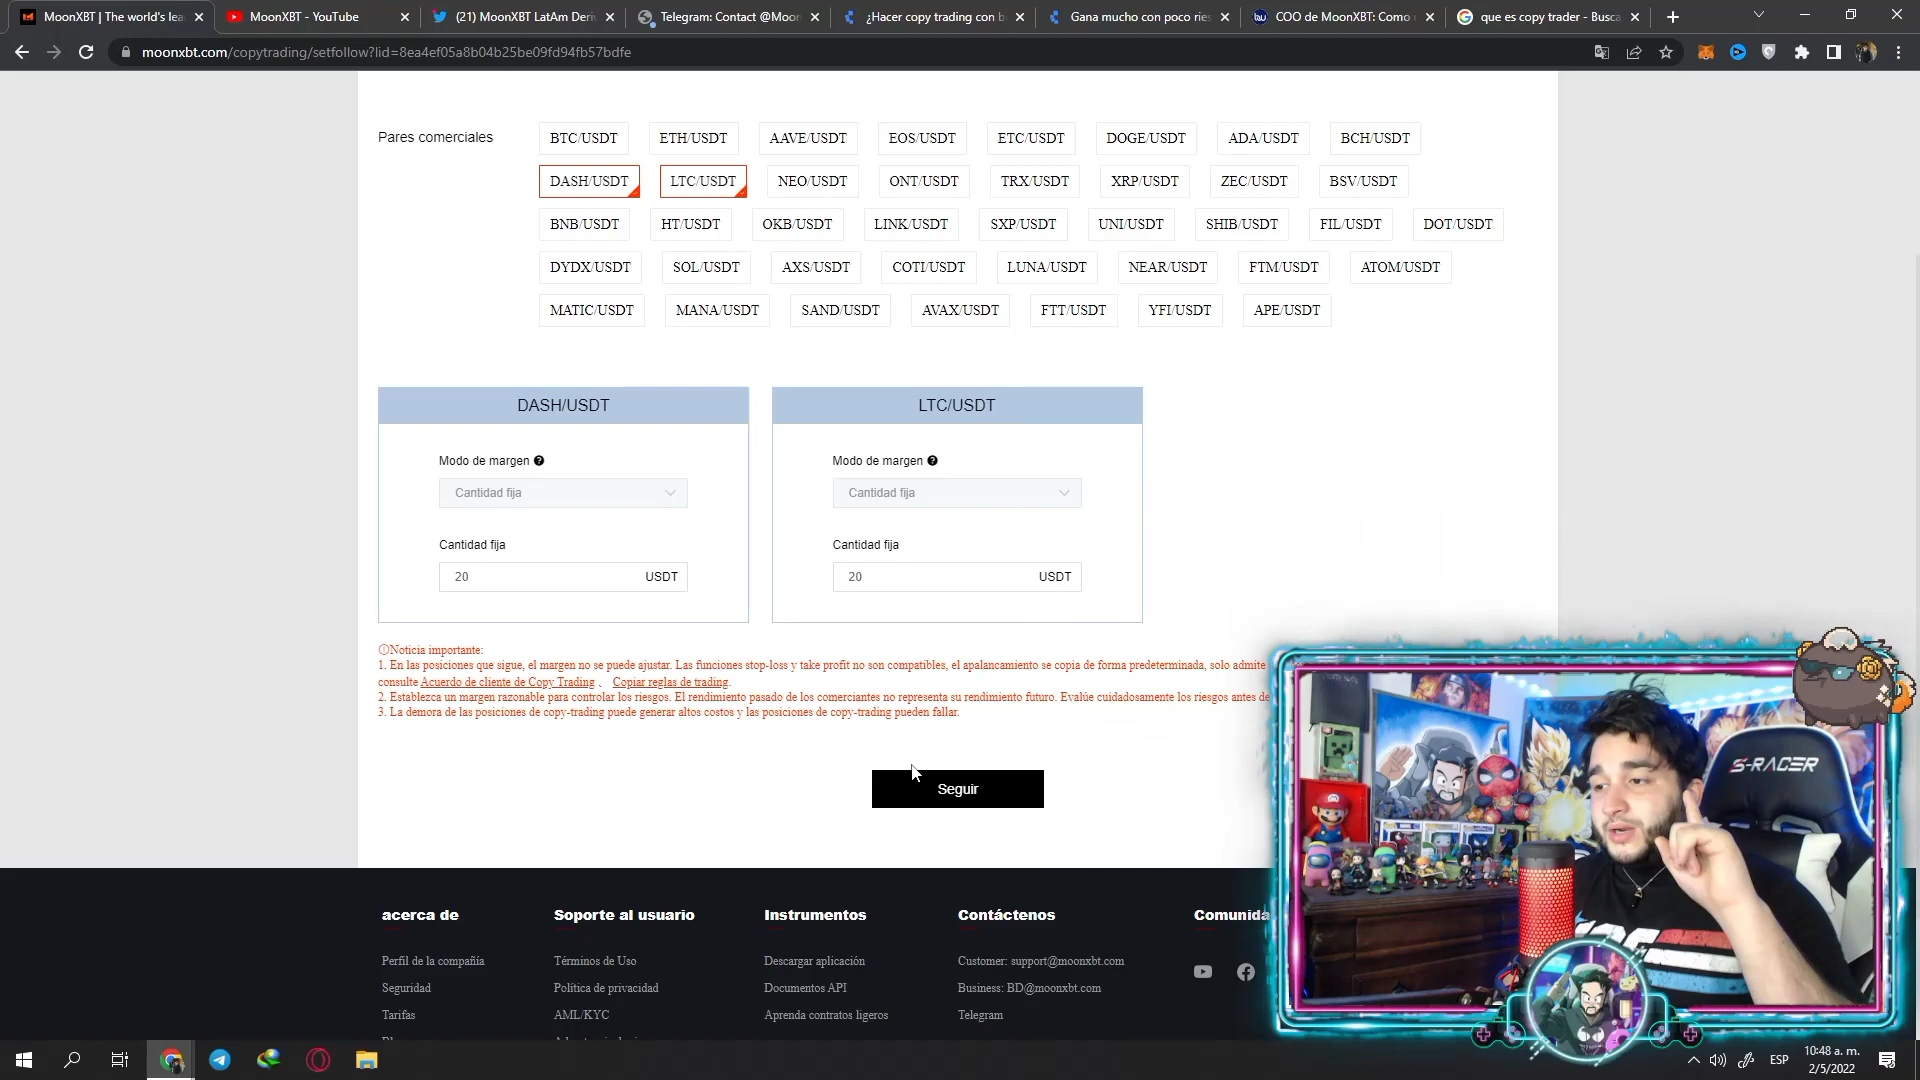 MoonXBT | The world's lea
MoonXBT - YouTube
(21) MoonXBT LatAm Deri
Telegram: Contact @Moon
¿Hacer copy trading con b
Gana mucho con poco ries
COO de MoonXBT: Como
que es copy trader - Busca
moonxbt.com/copytrading/setfollow?lid=8ea4ef05a8b04b25be09fd94fb57bdfe
Pares comerciales
BTC/USDT ETH/USDT AAVE/USDT EOS/USDT ETC/USDT DOGE/USDT ADA/USDT BCH/USDT
DASH/USDT LTC/USDT NEO/USDT ONT/USDT TRX/USDT XRP/USDT ZEC/USDT BSV/USDT
BNB/USDT HT/USDT OKB/USDT LINK/USDT SXP/USDT UNI/USDT SHIB/USDT FIL/USDT DOT/USDT
DYDX/USDT SOL/USDT AXS/USDT COTI/USDT LUNA/USDT NEAR/USDT FTM/USDT ATOM/USDT
MATIC/USDT MANA/USDT SAND/USDT AVAX/USDT FTT/USDT YFI/USDT APE/USDT
DASH/USDT
Modo de margen
Cantidad fija
Cantidad fija
20 USDT
LTC/USDT
Modo de margen
Cantidad fija
Cantidad fija
20 USDT
Noticia importante:
1. En las posiciones que sigue, el margen no se puede ajustar. Las funciones stop-loss y take profit no son compatibles, el apalancamiento se copia de forma predeterminada, solo admite
consulte Acuerdo de cliente de Copy Trading 、 Copiar reglas de trading.
2. Establezca un margen razonable para controlar los riesgos. El rendimiento pasado de los comerciantes no representa su rendimiento futuro. Evalúe cuidadosamente los riesgos antes de
3. La demora de las posiciones de copy-trading puede generar altos costos y las posiciones de copy-trading pueden fallar.
Seguir
S-RACER
acerca de
Perfil de la compañía
Seguridad
Tarifas
Soporte al usuario
Términos de Uso
Política de privacidad
AML/KYC
Instrumentos
Descargar aplicación
Documentos API
Aprenda contratos ligeros
Contáctenos
Customer: support@moonxbt.com
Business: BD@moonxbt.com
Telegram
Comunida
ESP
10:48 a. m.
2/5/2022